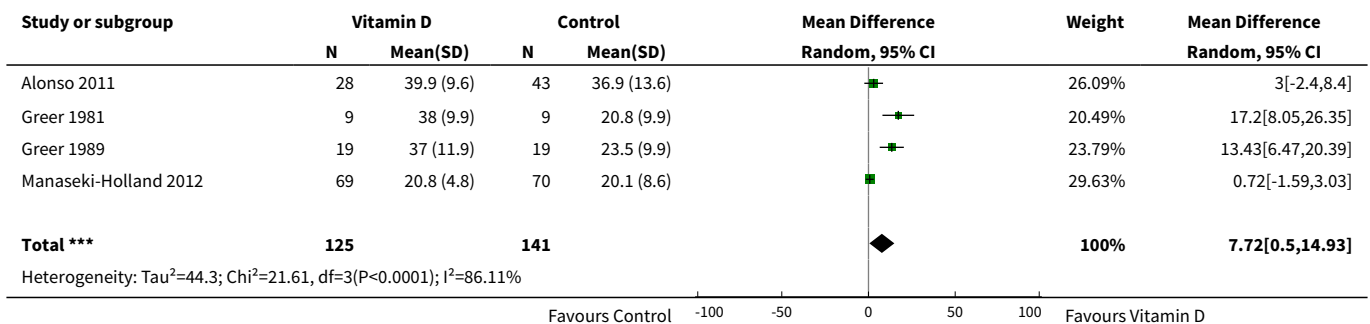 Study or subgroup Vitamin D Control Mean Difference Weight Mean Difference
N Mean(SD) N Mean(SD) Random, 95% CI Random, 95% CI
Alonso 2011 28 39.9 (9.6) 43 36.9 (13.6) 26.09% 3[-2.4,8.4]
Greer 1981 9 38 (9.9) 9 20.8 (9.9) 20.49% 17.2[8.05,26.35]
Greer 1989 19 37 (11.9) 19 23.5 (9.9) 23.79% 13.43[6.47,20.39]
Manaseki-Holland 2012 69 20.8 (4.8) 70 20.1 (8.6) 29.63% 0.72[-1.59,3.03]
Total *** 125 141 100% 7.72[0.5,14.93]
Heterogeneity: Tau²=44.3; Chi²=21.61, df=3(P<0.0001); I²=86.11%
Favours Control -100 -50 0 50 100 Favours Vitamin D